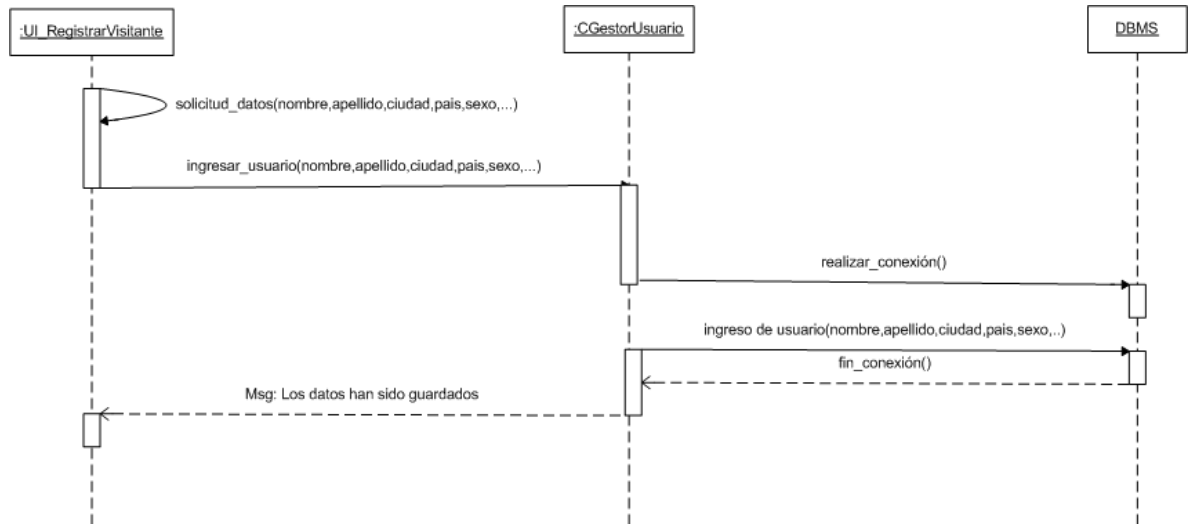 :UI_RegistrarVisitante
:CGestorUsuario
DBMS
solicitud_datos(nombre,apellido,ciudad,pais,sexo,...)
ingresar_usuario(nombre,apellido,ciudad,pais,sexo,...)
realizar_conexión()
ingreso de usuario(nombre,apellido,ciudad,pais,sexo,..)
fin_conexión()
Msg: Los datos han sido guardados